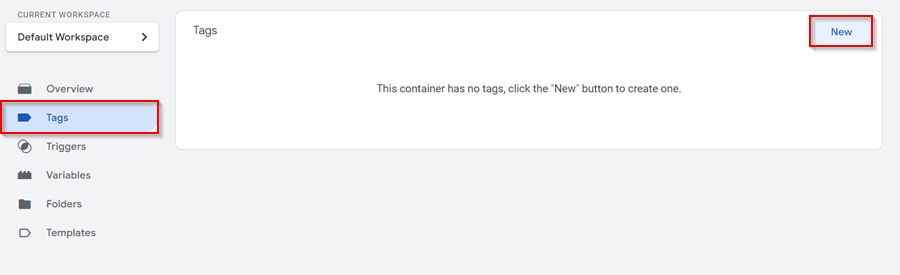 CURRENT WORKSPACE
Default Workspace
Overview
Tags
Triggers
Variables
Folders
Templates
Tags
New
This container has no tags, click the "New" button to create one.